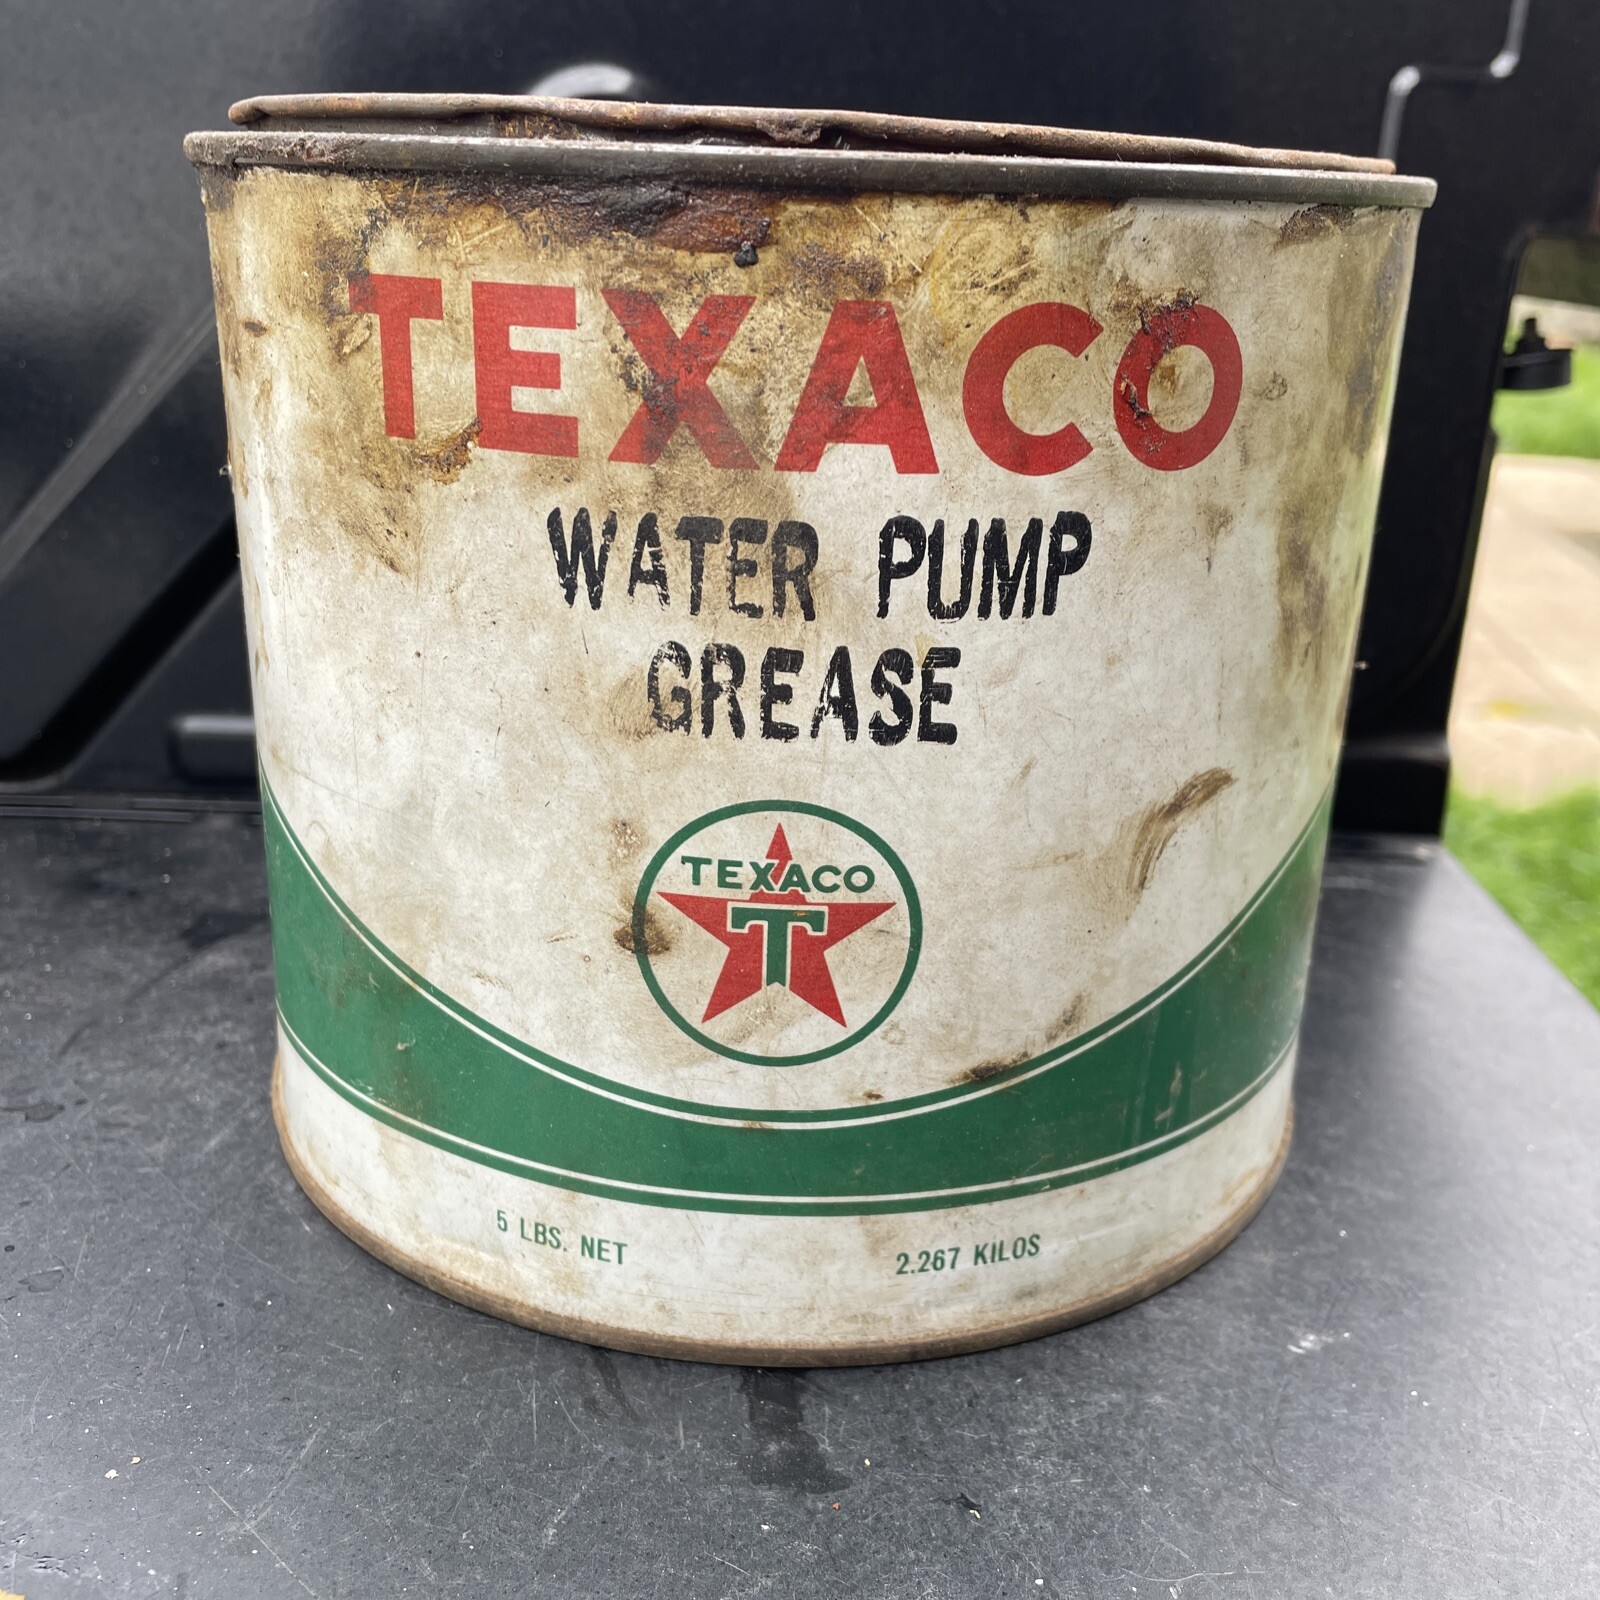 TEXACO
WATER PUMP
GREASE
TEXACO
T
5 LBS. NET 2.267 KILOS